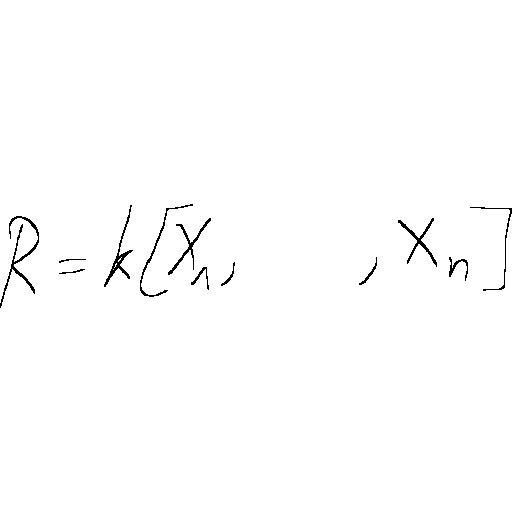 R = k[x₁, , xₙ]